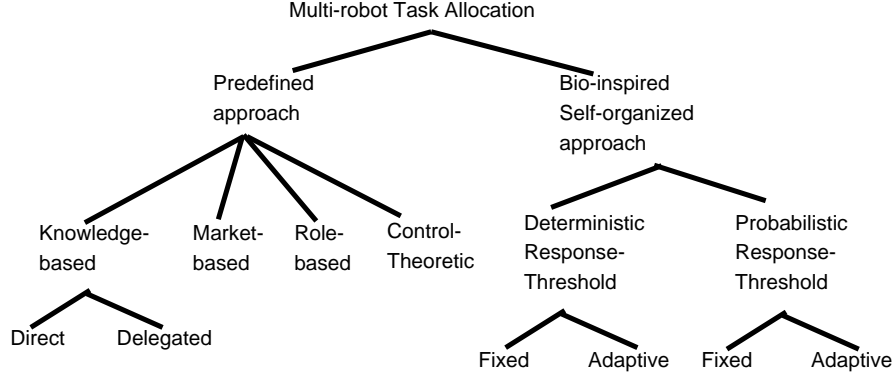 Multi-robot Task Allocation
Predefined
approach
Bio-inspired
Self-organized
approach
Knowledge-
based
Market-
based
Role-
based
Control-
Theoretic
Deterministic
Response-
Threshold
Probabilistic
Response-
Threshold
Direct
Delegated
Fixed
Adaptive
Fixed
Adaptive